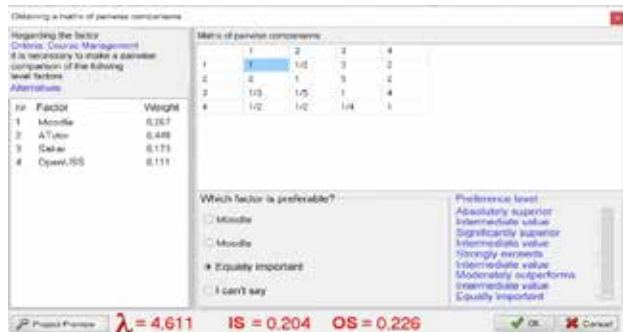 Obtaining a matrix of pairwise comparisons
Regarding the factor
Criteria: Course Management
it is necessary to make a pairwise
comparison of the following
level factors
Alternatives
№ Factor Weight
1 Moodle 0,267
2 ATutor 0,449
3 Sakai 0,173
4 OpenUSS 0,111
Matrix of pairwise comparisons
1 2 3 4
1 1 1/2 3 2
2 2 1 5 2
3 1/3 1/5 1 4
4 1/2 1/2 1/4 1
Which factor is preferable?
Moodle
Moodle
Equally important
I can't say
Preference level
Absolutely superior
Intermediate value
Significantly superior
Intermediate value
Strongly exceeds
Intermediate value
Moderately outperforms
Intermediate value
Equally important
Project Preview
λ = 4,611 IS = 0,204 OS = 0,226
OK
Cancel